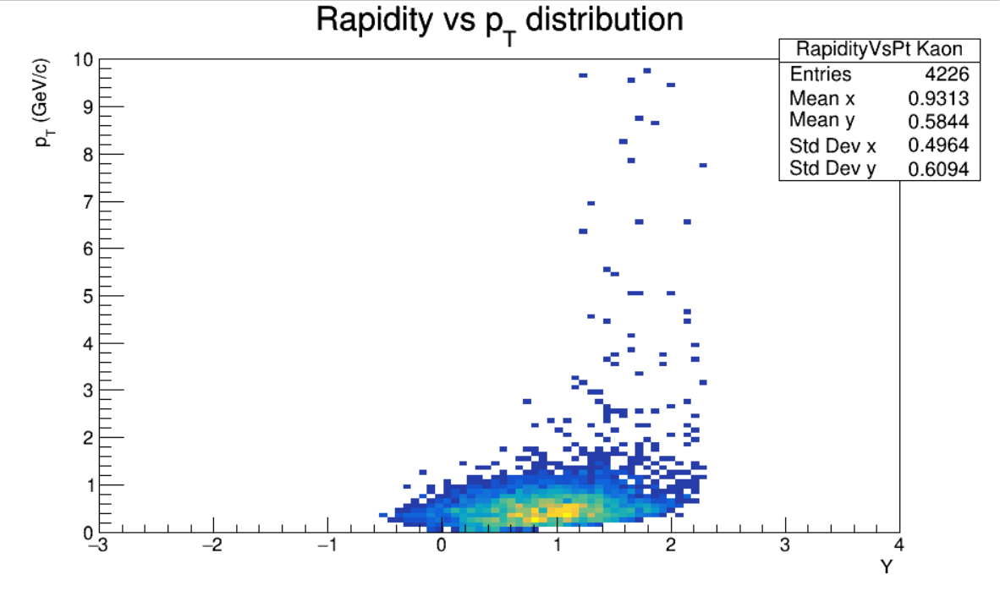 Rapidity vs p_T distribution
RapidityVsPt Kaon
Entries 4226
Mean x 0.9313
Mean y 0.5844
Std Dev x 0.4964
Std Dev y 0.6094
p_T (GeV/c)
10
9
8
7
6
5
4
3
2
1
0
−3 −2 −1 0 1 2 3 4
Y